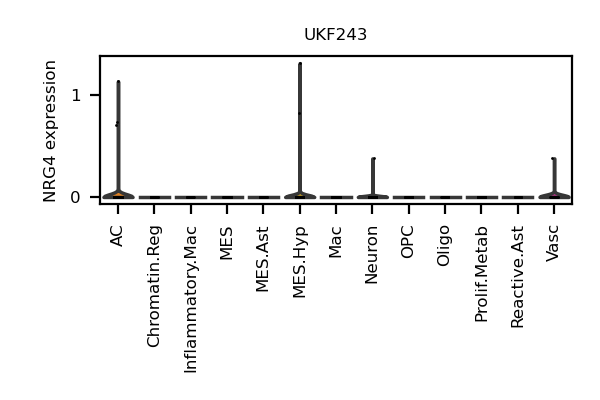 UKF243
NRG4 expression
1
0
AC
Chromatin.Reg
Inflammatory.Mac
MES
MES.Ast
MES.Hyp
Mac
Neuron
OPC
Oligo
Prolif.Metab
Reactive.Ast
Vasc